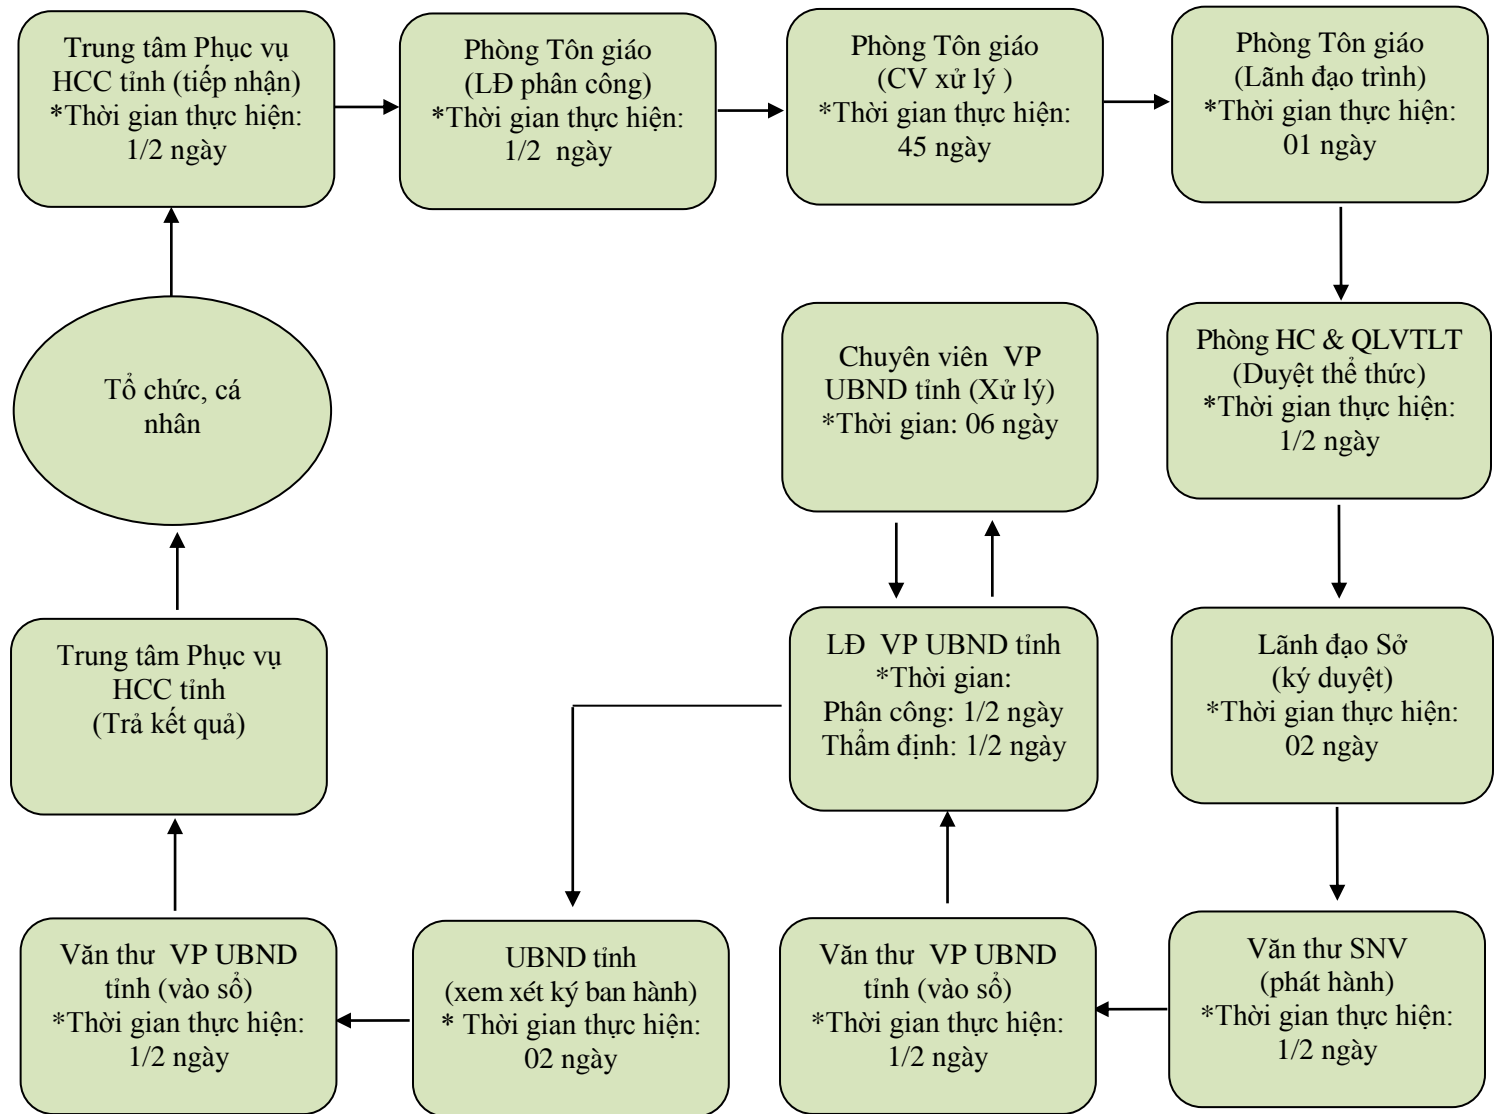 Trung tâm Phục vụ
HCC tỉnh (tiếp nhận)
*Thời gian thực hiện:
1/2 ngày
Phòng Tôn giáo
(LĐ phân công)
*Thời gian thực hiện:
1/2 ngày
Phòng Tôn giáo
(CV xử lý )
*Thời gian thực hiện:
45 ngày
Phòng Tôn giáo
(Lãnh đạo trình)
*Thời gian thực hiện:
01 ngày
Phòng HC & QLVTLT
(Duyệt thể thức)
*Thời gian thực hiện:
1/2 ngày
Lãnh đạo Sở
(ký duyệt)
*Thời gian thực hiện:
02 ngày
Văn thư SNV
(phát hành)
*Thời gian thực hiện:
1/2 ngày
Văn thư VP UBND
tỉnh (vào sổ)
*Thời gian thực hiện:
1/2 ngày
LĐ VP UBND tỉnh
*Thời gian:
Phân công: 1/2 ngày
Thẩm định: 1/2 ngày
Chuyên viên VP
UBND tỉnh (Xử lý)
*Thời gian: 06 ngày
UBND tỉnh
(xem xét ký ban hành)
* Thời gian thực hiện:
02 ngày
Văn thư VP UBND
tỉnh (vào sổ)
*Thời gian thực hiện:
1/2 ngày
Trung tâm Phục vụ
HCC tỉnh
(Trả kết quả)
Tổ chức, cá
nhân